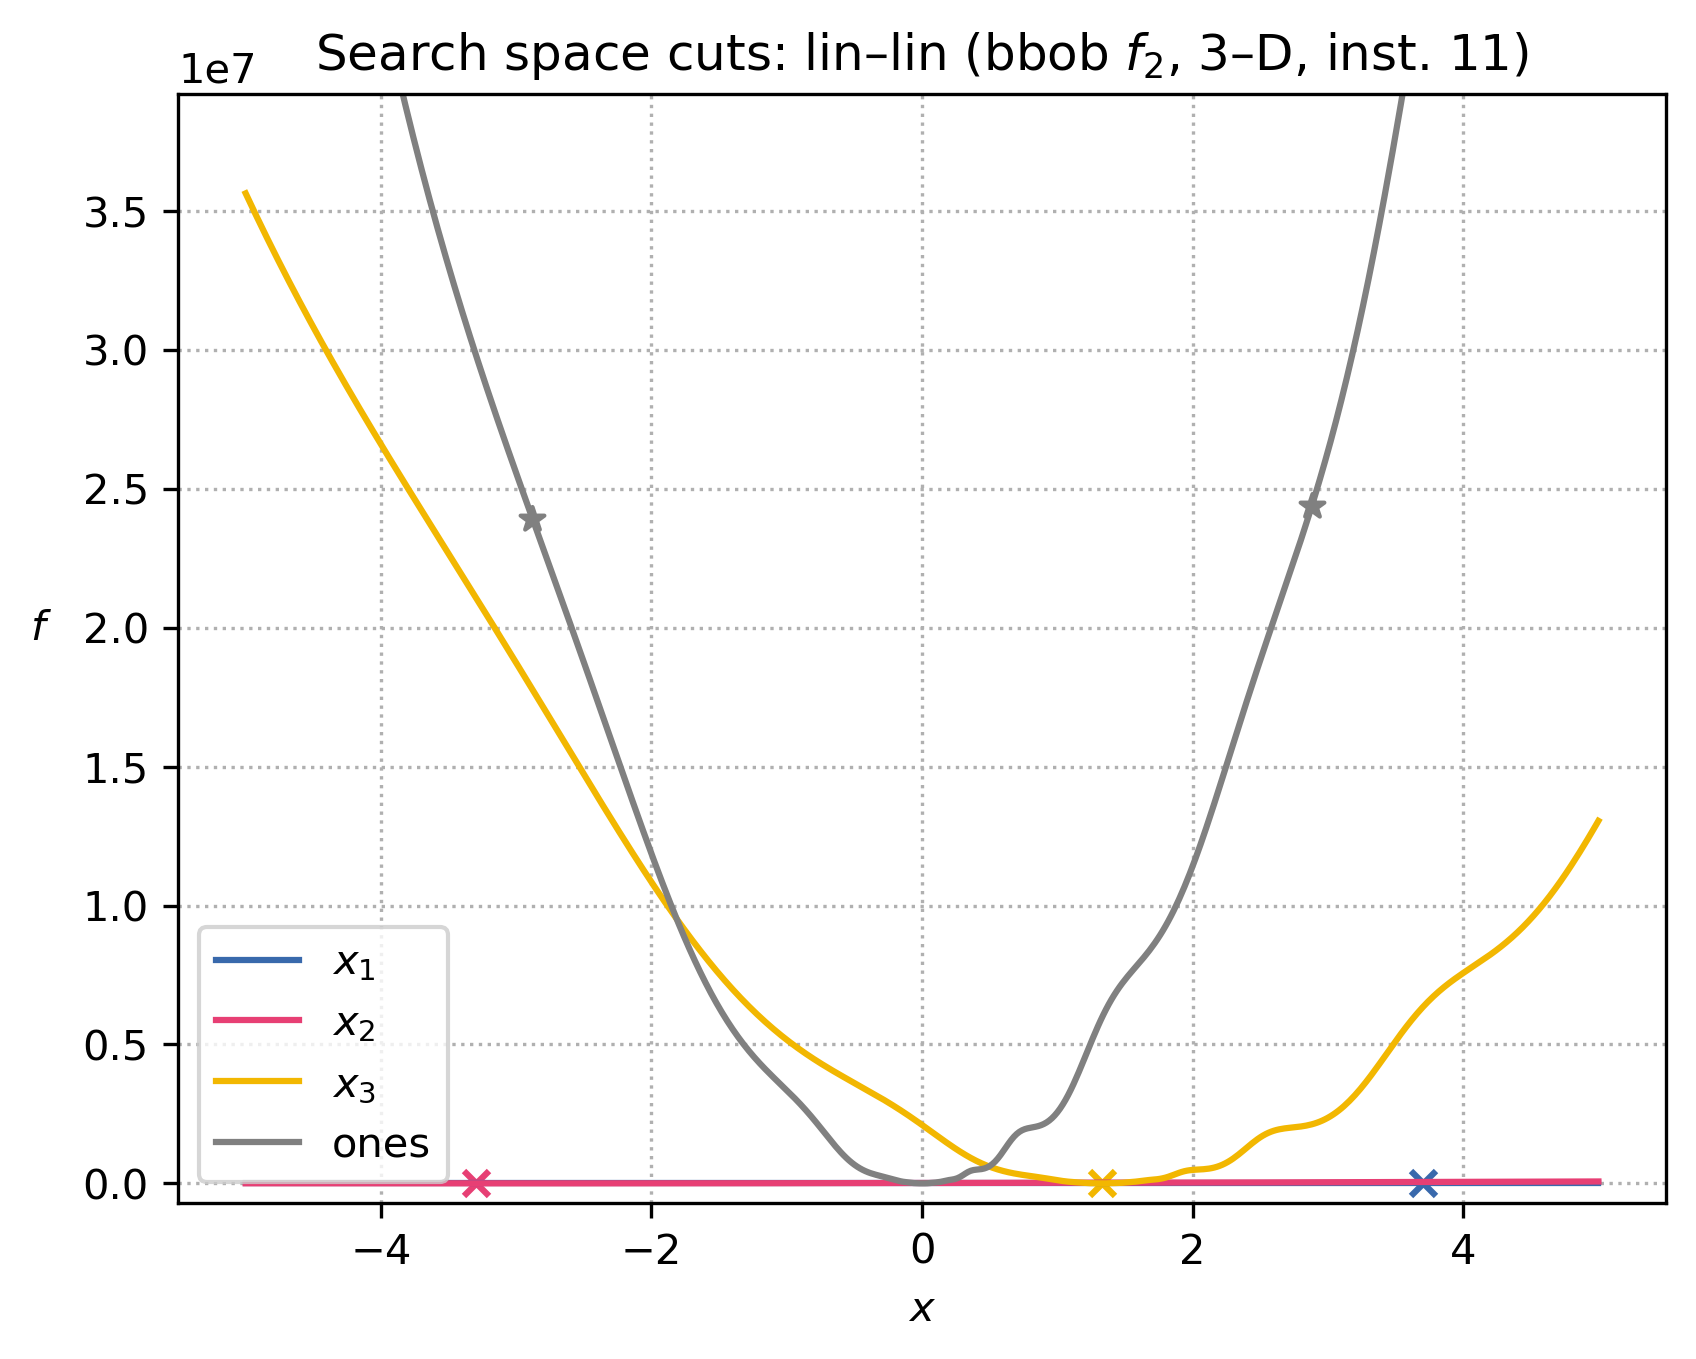 Search space cuts: lin–lin (bbob f₂, 3–D, inst. 11)
1e7
3.5
3.0
2.5
2.0
1.5
1.0
0.5
0.0
f
x₁
x₂
x₃
ones
−4
−2
0
2
4
x